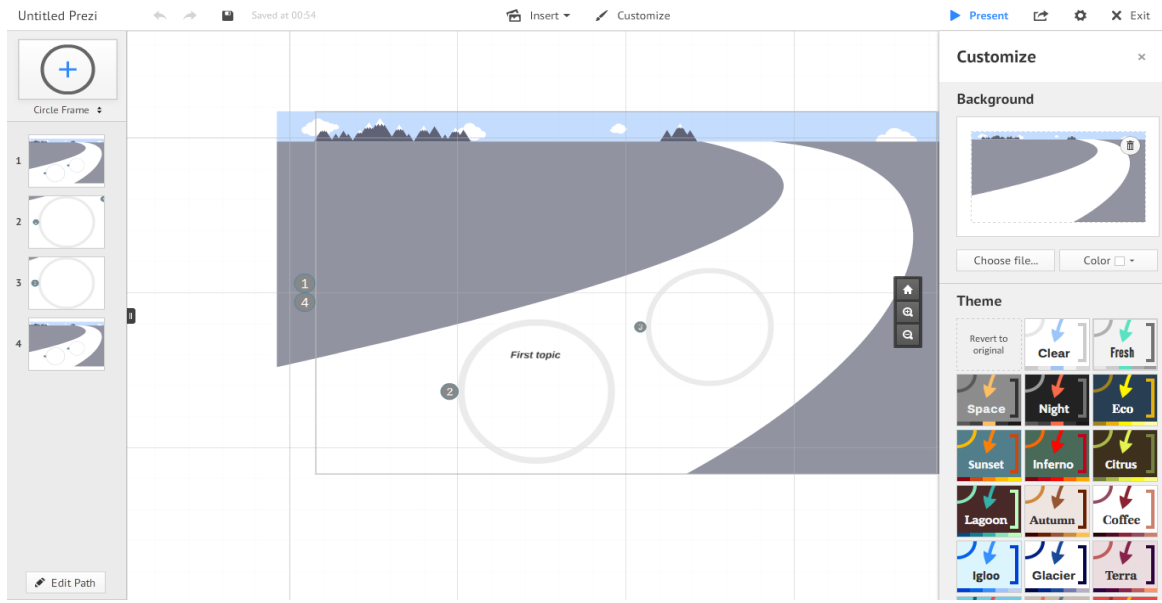 Untitled Prezi
Saved at 00:54
Insert
Customize
Present
Exit
Circle Frame
1
2
3
4
Edit Path
1
4
First topic
2
3
Customize
×
Background
Choose file...
Color
Theme
Revert to
original
Clear
Fresh
Space
Night
Eco
Sunset
Inferno
Citrus
Lagoon
Autumn
Coffee
Igloo
Glacier
Terra